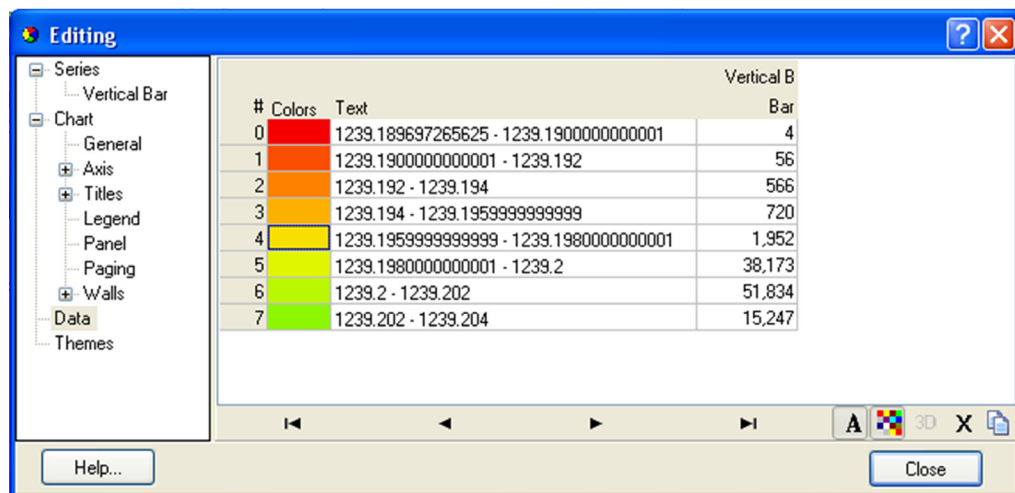 Editing
Series
Vertical Bar
Chart
General
Axis
Titles
Legend
Panel
Paging
Walls
Data
Themes
Vertical B
# Colors Text Bar
0 1239.189697265625 - 1239.1900000000001 4
1 1239.1900000000001 - 1239.192 56
2 1239.192 - 1239.194 566
3 1239.194 - 1239.1959999999999 720
4 1239.1959999999999 - 1239.1980000000001 1,952
5 1239.1980000000001 - 1239.2 38,173
6 1239.2 - 1239.202 51,834
7 1239.202 - 1239.204 15,247
A 3D X
Help... Close